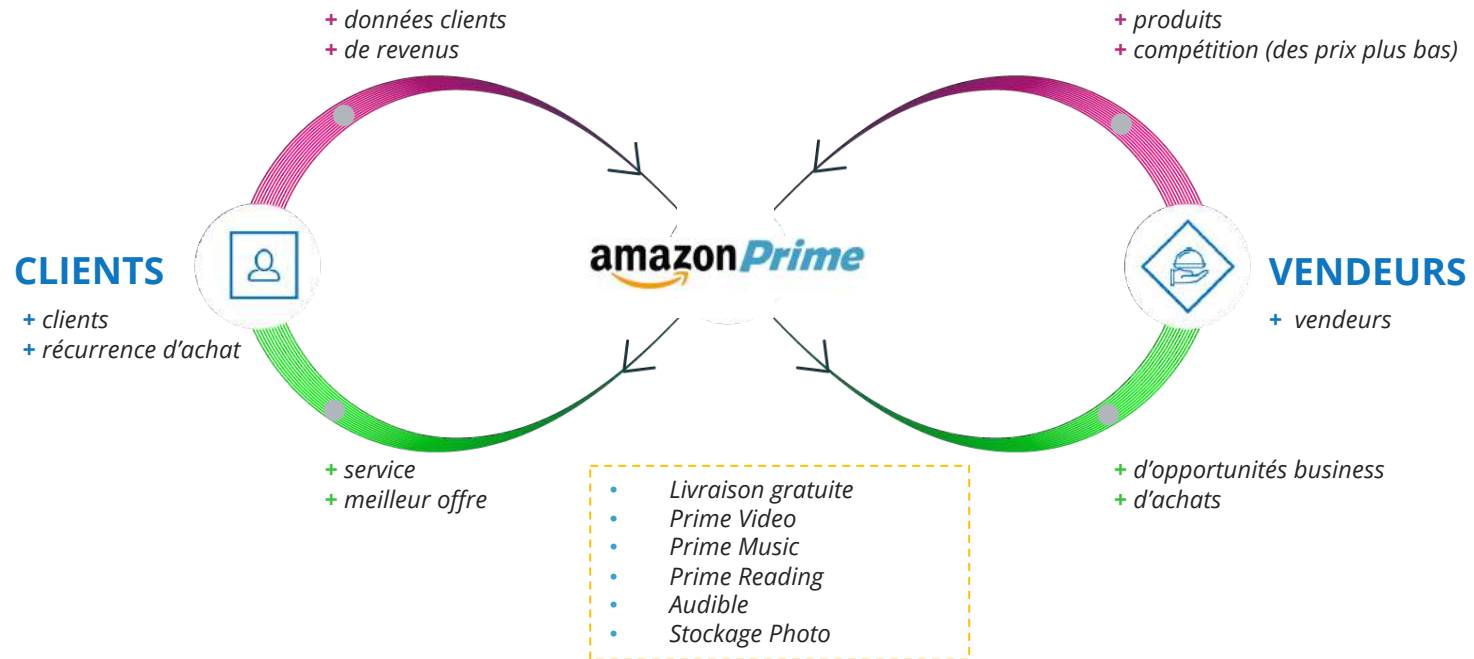 + données clients
+ de revenus
+ produits
+ compétition (des prix plus bas)
amazon Prime
CLIENTS
+ clients
+ récurrence d'achat
VENDEURS
+ vendeurs
+ service
+ meilleur offre
• Livraison gratuite
• Prime Video
• Prime Music
• Prime Reading
• Audible
• Stockage Photo
+ d'opportunités business
+ d'achats